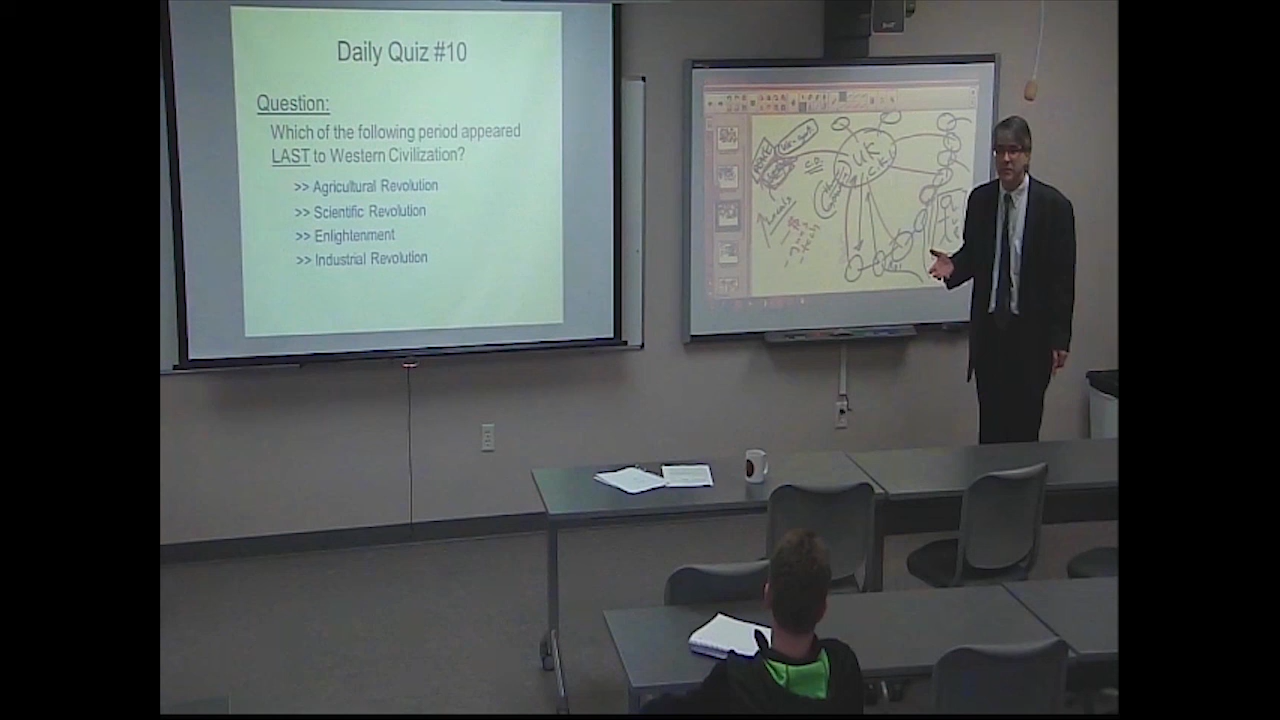 Daily Quiz #10
Question:
Which of the following period appeared
LAST to Western Civilization?
>> Agricultural Revolution
>> Scientific Revolution
>> Enlightenment
>> Industrial Revolution
UK